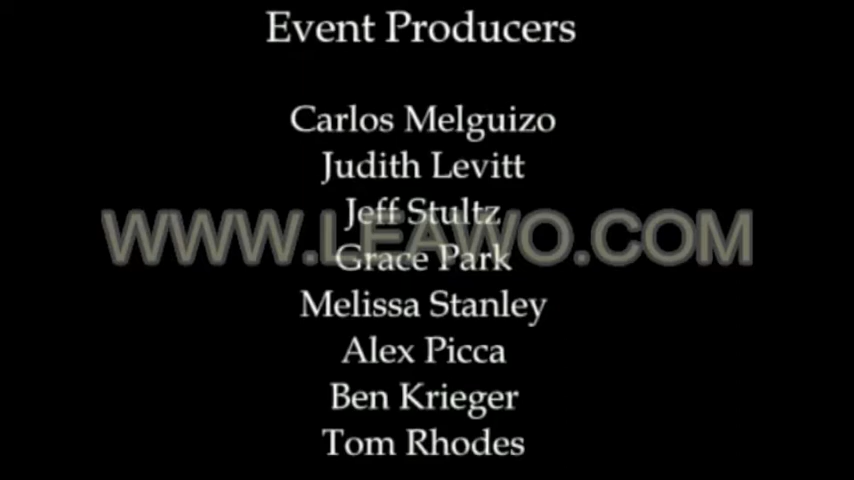 Event Producers
Carlos Melguizo
Judith Levitt
Jeff Stultz
WWW.LEAWO.COM
Grace Park
Melissa Stanley
Alex Picca
Ben Krieger
Tom Rhodes